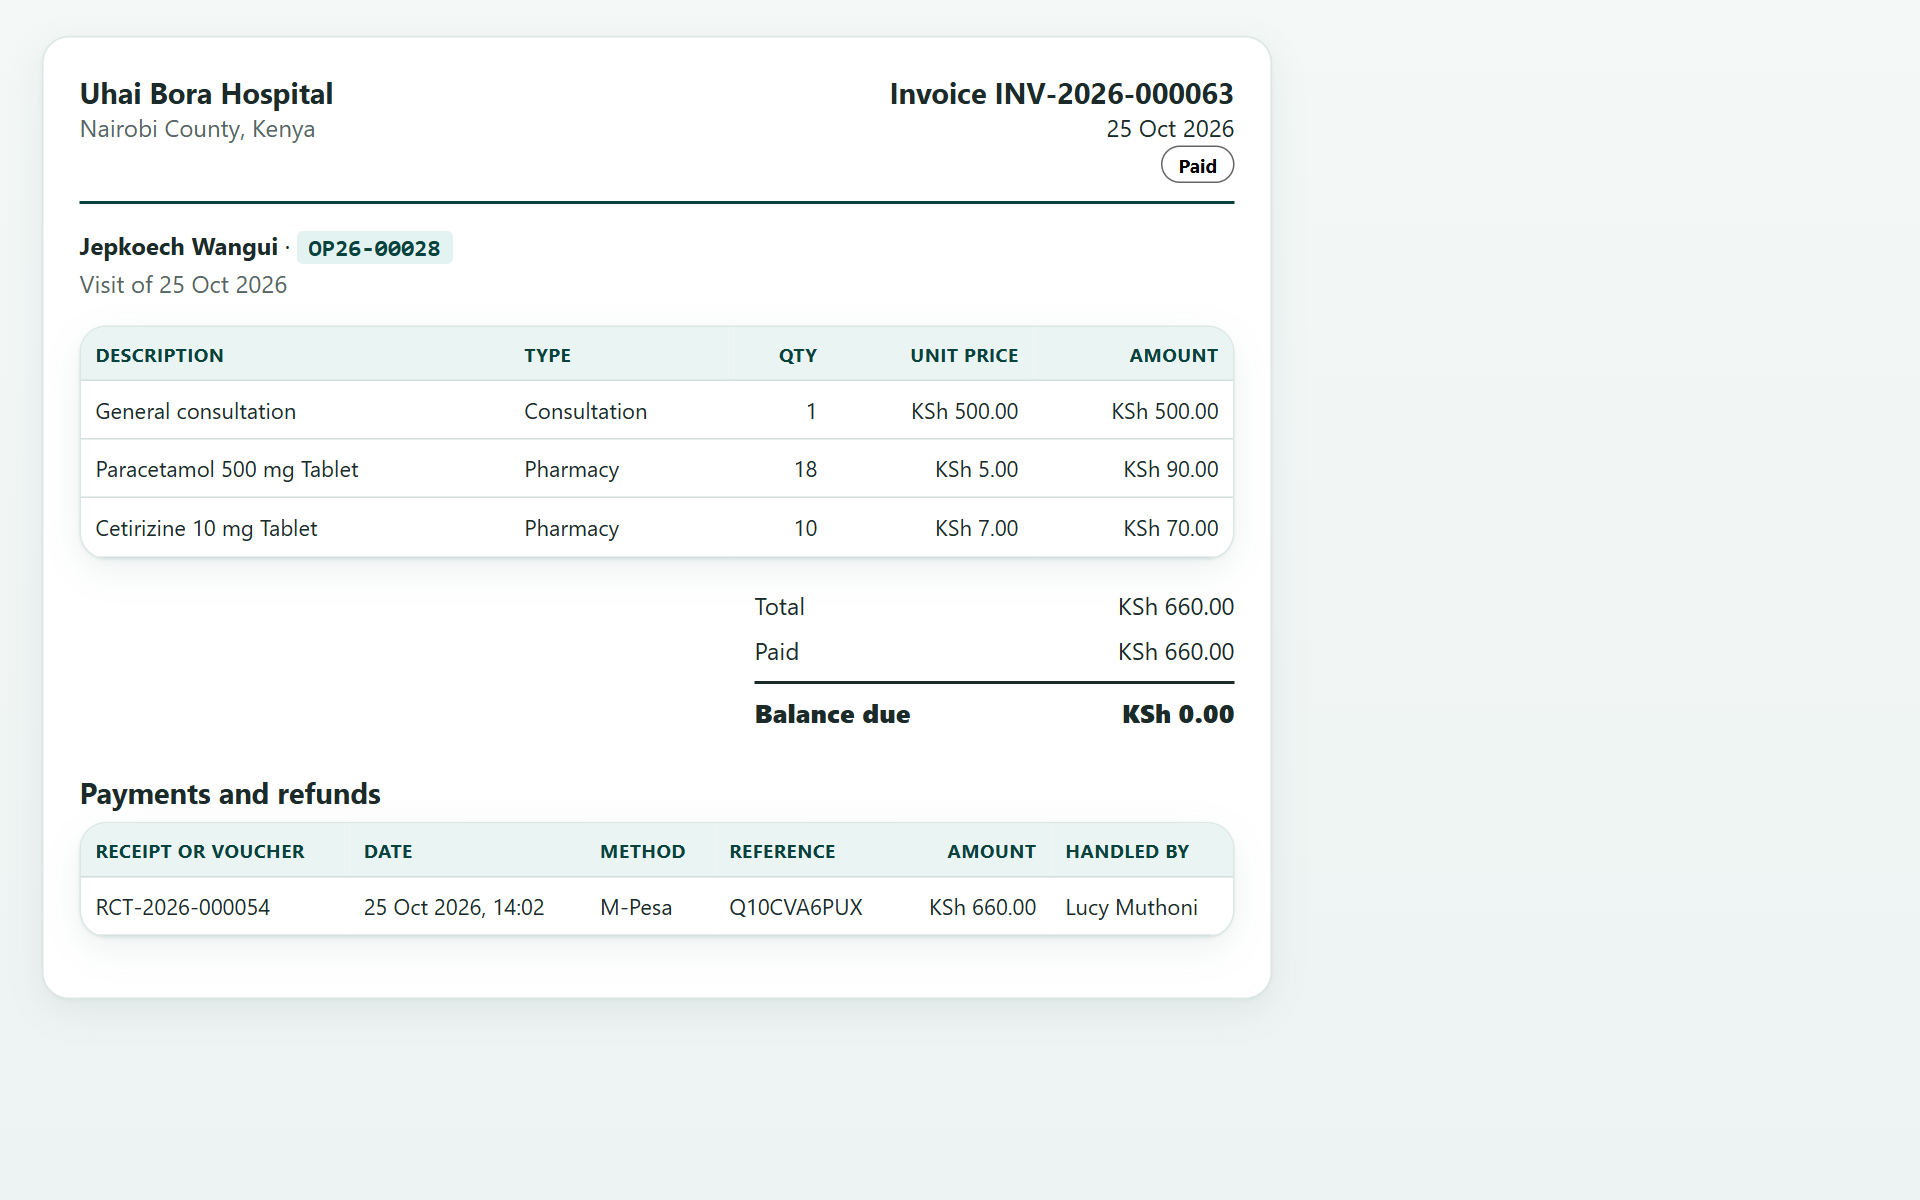 Uhai Bora Hospital
Nairobi County, Kenya
Invoice INV-2026-000063
25 Oct 2026
Paid
Jepkoech Wangui · OP26-00028
Visit of 25 Oct 2026
DESCRIPTION TYPE QTY UNIT PRICE AMOUNT
General consultation Consultation 1 KSh 500.00 KSh 500.00
Paracetamol 500 mg Tablet Pharmacy 18 KSh 5.00 KSh 90.00
Cetirizine 10 mg Tablet Pharmacy 10 KSh 7.00 KSh 70.00
Total KSh 660.00
Paid KSh 660.00
Balance due KSh 0.00
Payments and refunds
RECEIPT OR VOUCHER DATE METHOD REFERENCE AMOUNT HANDLED BY
RCT-2026-000054 25 Oct 2026, 14:02 M-Pesa Q10CVA6PUX KSh 660.00 Lucy Muthoni